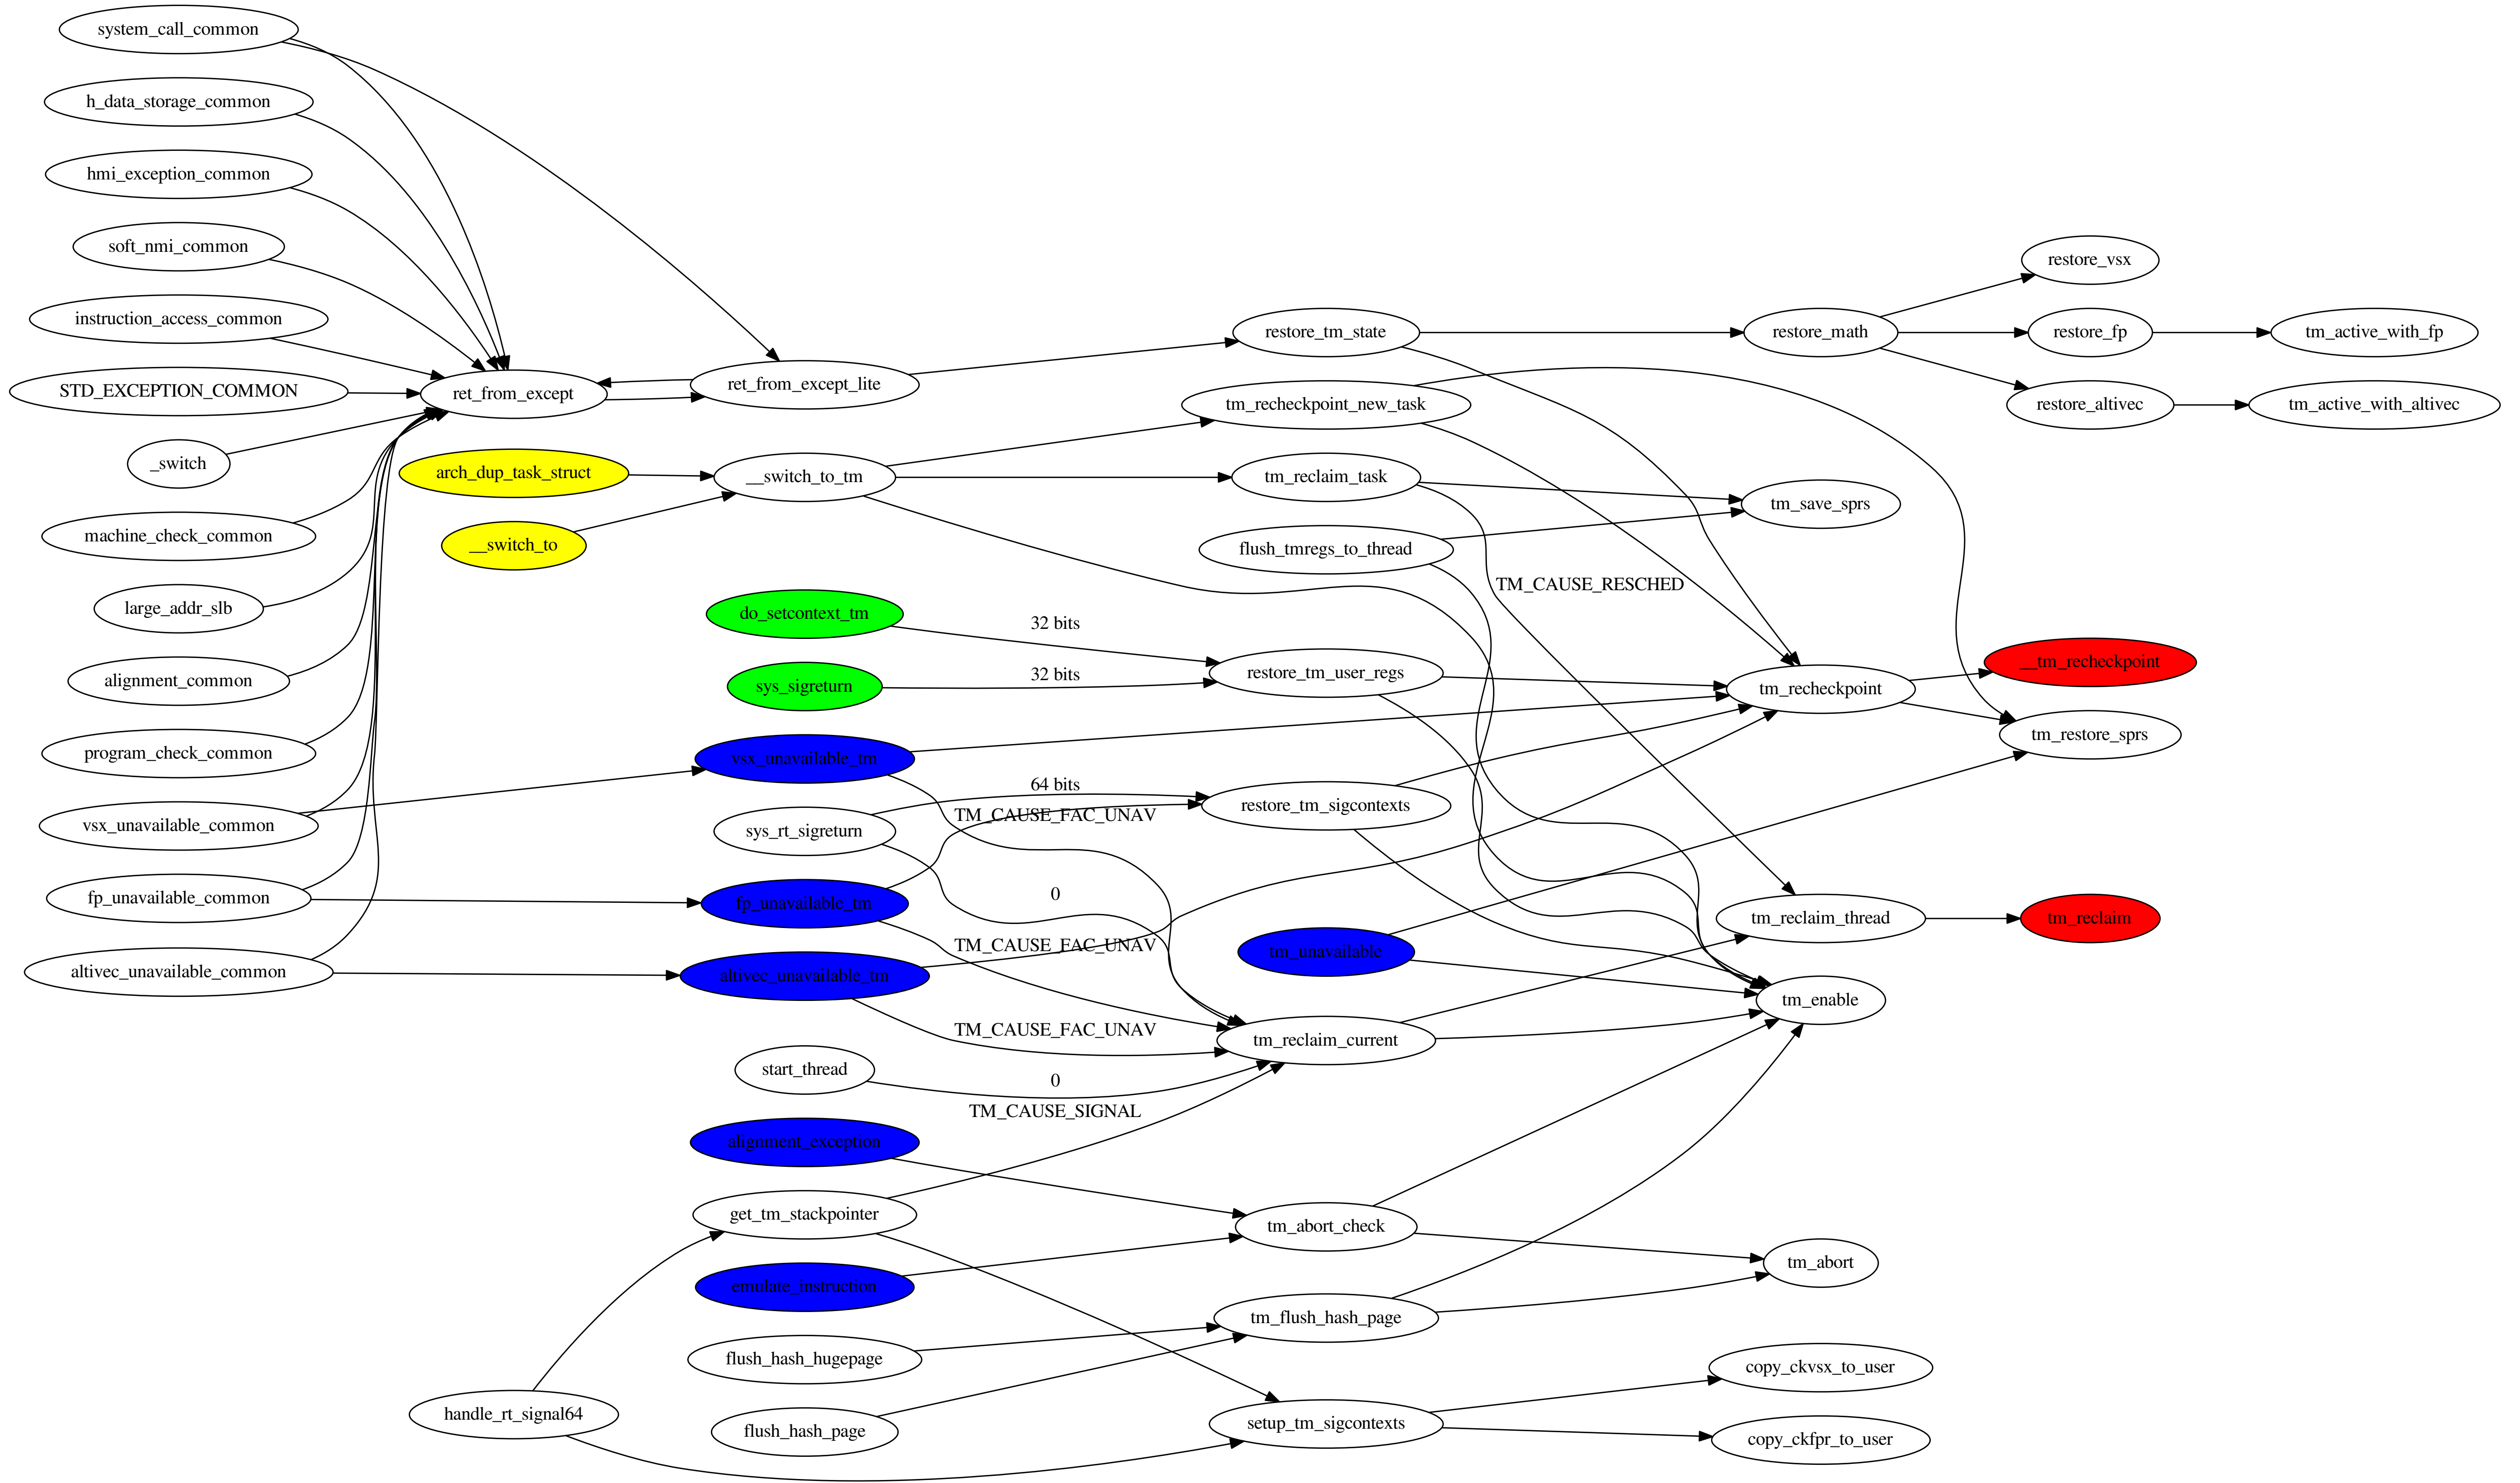 system_call_common
h_data_storage_common
hmi_exception_common
soft_nmi_common
instruction_access_common
STD_EXCEPTION_COMMON
_switch
machine_check_common
large_addr_slb
alignment_common
program_check_common
vsx_unavailable_common
fp_unavailable_common
altivec_unavailable_common
ret_from_except
arch_dup_task_struct
__switch_to
handle_rt_signal64
ret_from_except_lite
__switch_to_tm
do_setcontext_tm
sys_sigreturn
vsx_unavailable_tm
sys_rt_sigreturn
fp_unavailable_tm
altivec_unavailable_tm
start_thread
alignment_exception
get_tm_stackpointer
emulate_instruction
flush_hash_hugepage
flush_hash_page
32 bits
32 bits
64 bits
TM_CAUSE_FAC_UNAV
0
TM_CAUSE_FAC_UNAV
TM_CAUSE_FAC_UNAV
0
TM_CAUSE_SIGNAL
restore_tm_state
tm_recheckpoint_new_task
tm_reclaim_task
flush_tmregs_to_thread
restore_tm_user_regs
restore_tm_sigcontexts
tm_unavailable
tm_reclaim_current
tm_abort_check
tm_flush_hash_page
setup_tm_sigcontexts
TM_CAUSE_RESCHED
restore_math
tm_save_sprs
tm_recheckpoint
tm_reclaim_thread
tm_enable
tm_abort
copy_ckvsx_to_user
copy_ckfpr_to_user
restore_vsx
restore_fp
restore_altivec
__tm_recheckpoint
tm_restore_sprs
tm_reclaim
tm_active_with_fp
tm_active_with_altivec